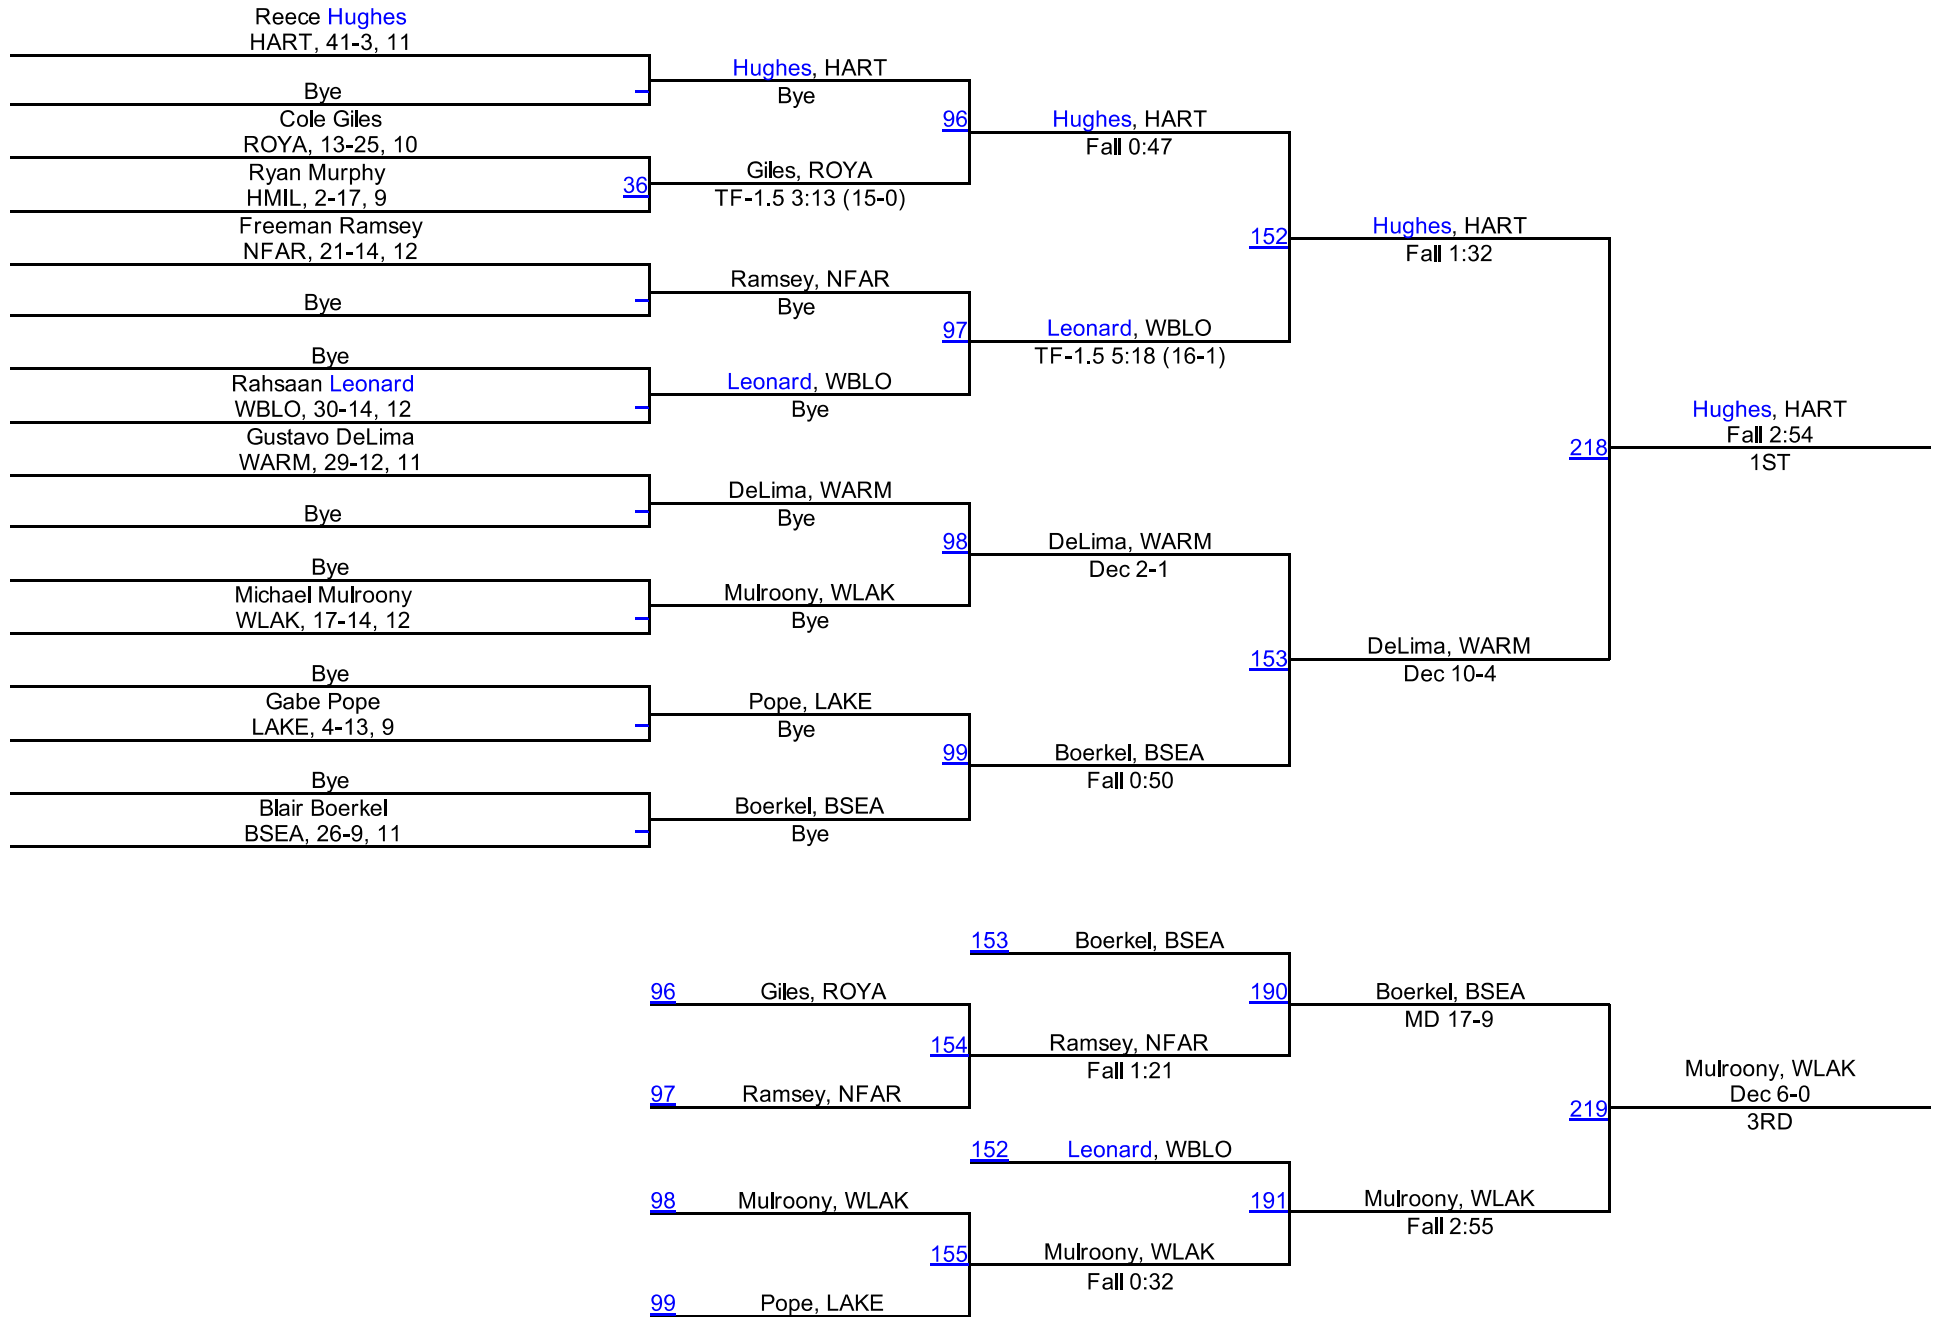 Reece Hughes
HART, 41-3, 11
Bye
Cole Giles
ROYA, 13-25, 10
Ryan Murphy
HMIL, 2-17, 9
36
Freeman Ramsey
NFAR, 21-14, 12
Bye
Bye
Rahsaan Leonard
WBLO, 30-14, 12
Gustavo DeLima
WARM, 29-12, 11
Bye
Bye
Michael Mulroony
WLAK, 17-14, 12
Bye
Gabe Pope
LAKE, 4-13, 9
Bye
Blair Boerkel
BSEA, 26-9, 11
Hughes, HART
Bye
96
Giles, ROYA
TF-1.5 3:13 (15-0)
Ramsey, NFAR
Bye
97
Leonard, WBLO
Bye
DeLima, WARM
Bye
98
Mulroony, WLAK
Bye
Pope, LAKE
Bye
99
Boerkel, BSEA
Bye
Hughes, HART
Fall 0:47
152
Leonard, WBLO
TF-1.5 5:18 (16-1)
DeLima, WARM
Dec 2-1
153
Boerkel, BSEA
Fall 0:50
Hughes, HART
Fall 1:32
218
DeLima, WARM
Dec 10-4
Hughes, HART
Fall 2:54
1ST
153
Boerkel, BSEA
96
Giles, ROYA
190
Boerkel, BSEA
MD 17-9
154
Ramsey, NFAR
Fall 1:21
97
Ramsey, NFAR
219
Mulroony, WLAK
Dec 6-0
3RD
152
Leonard, WBLO
98
Mulroony, WLAK
191
Mulroony, WLAK
Fall 2:55
155
Mulroony, WLAK
Fall 0:32
99
Pope, LAKE